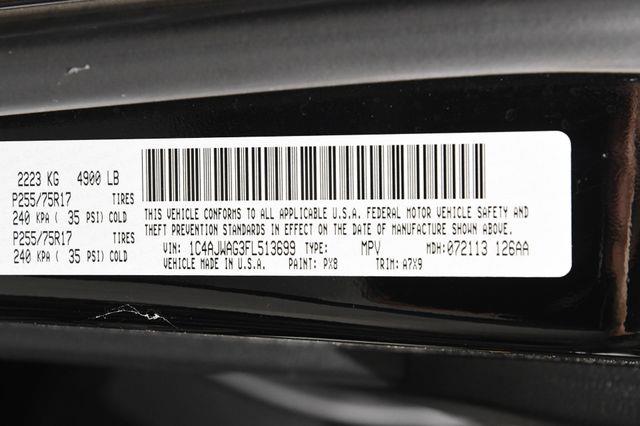 2223 KG 4900 LB
P255/75R17 TIRES
240 KPA ( 35 PSI) COLD
P255/75R17 TIRES
240 KPA ( 35 PSI) COLD
THIS VEHICLE CONFORMS TO ALL APPLICABLE U.S.A. FEDERAL MOTOR VEHICLE SAFETY AND
THEFT PREVENTION STANDARDS IN EFFECT ON THE DATE OF MANUFACTURE SHOWN ABOVE.
VIN: 1C4AJWAG3FL513699 TYPE: MPV MDH: 072113 126AA
VEHICLE MADE IN U.S.A. PAINT: PX8 TRIM: A7X9